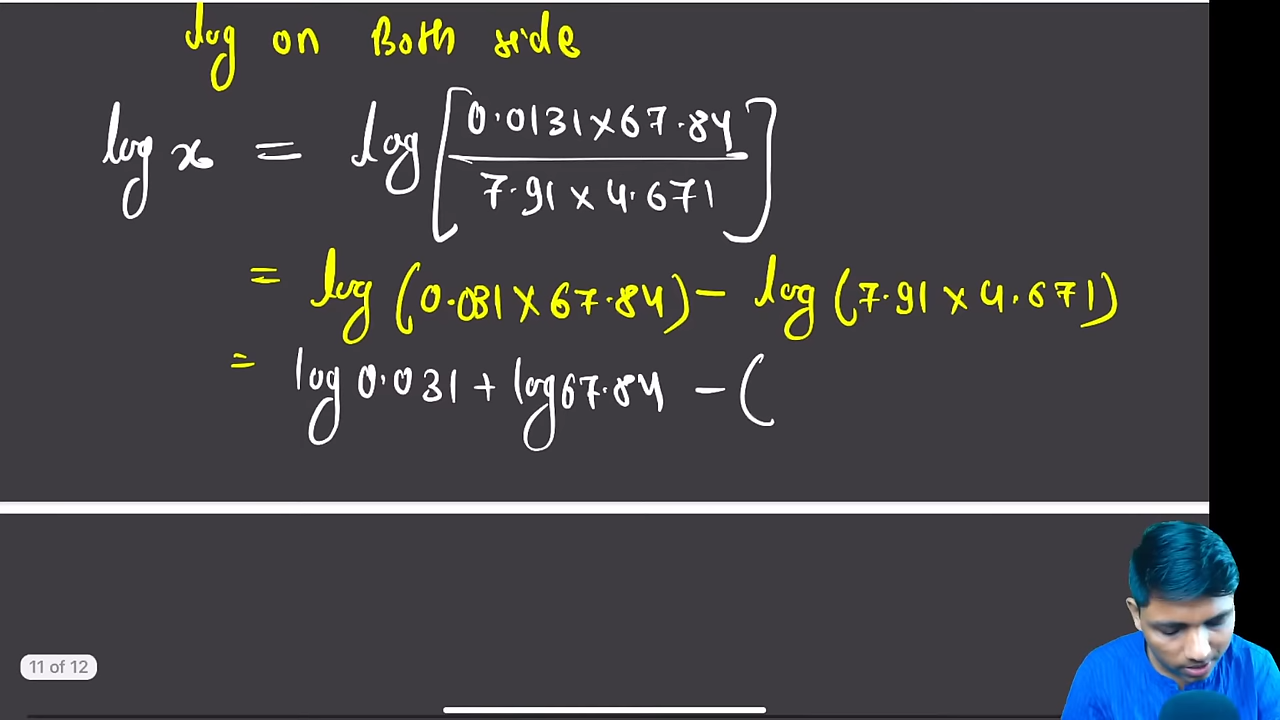 log on Both side
log x = log [ 0.0131 × 67.84 / 7.91 × 4.671 ]
= log (0.031 × 67.84) - log (7.91 × 4.671)
= log 0.031 + log 67.84 - (
11 of 12